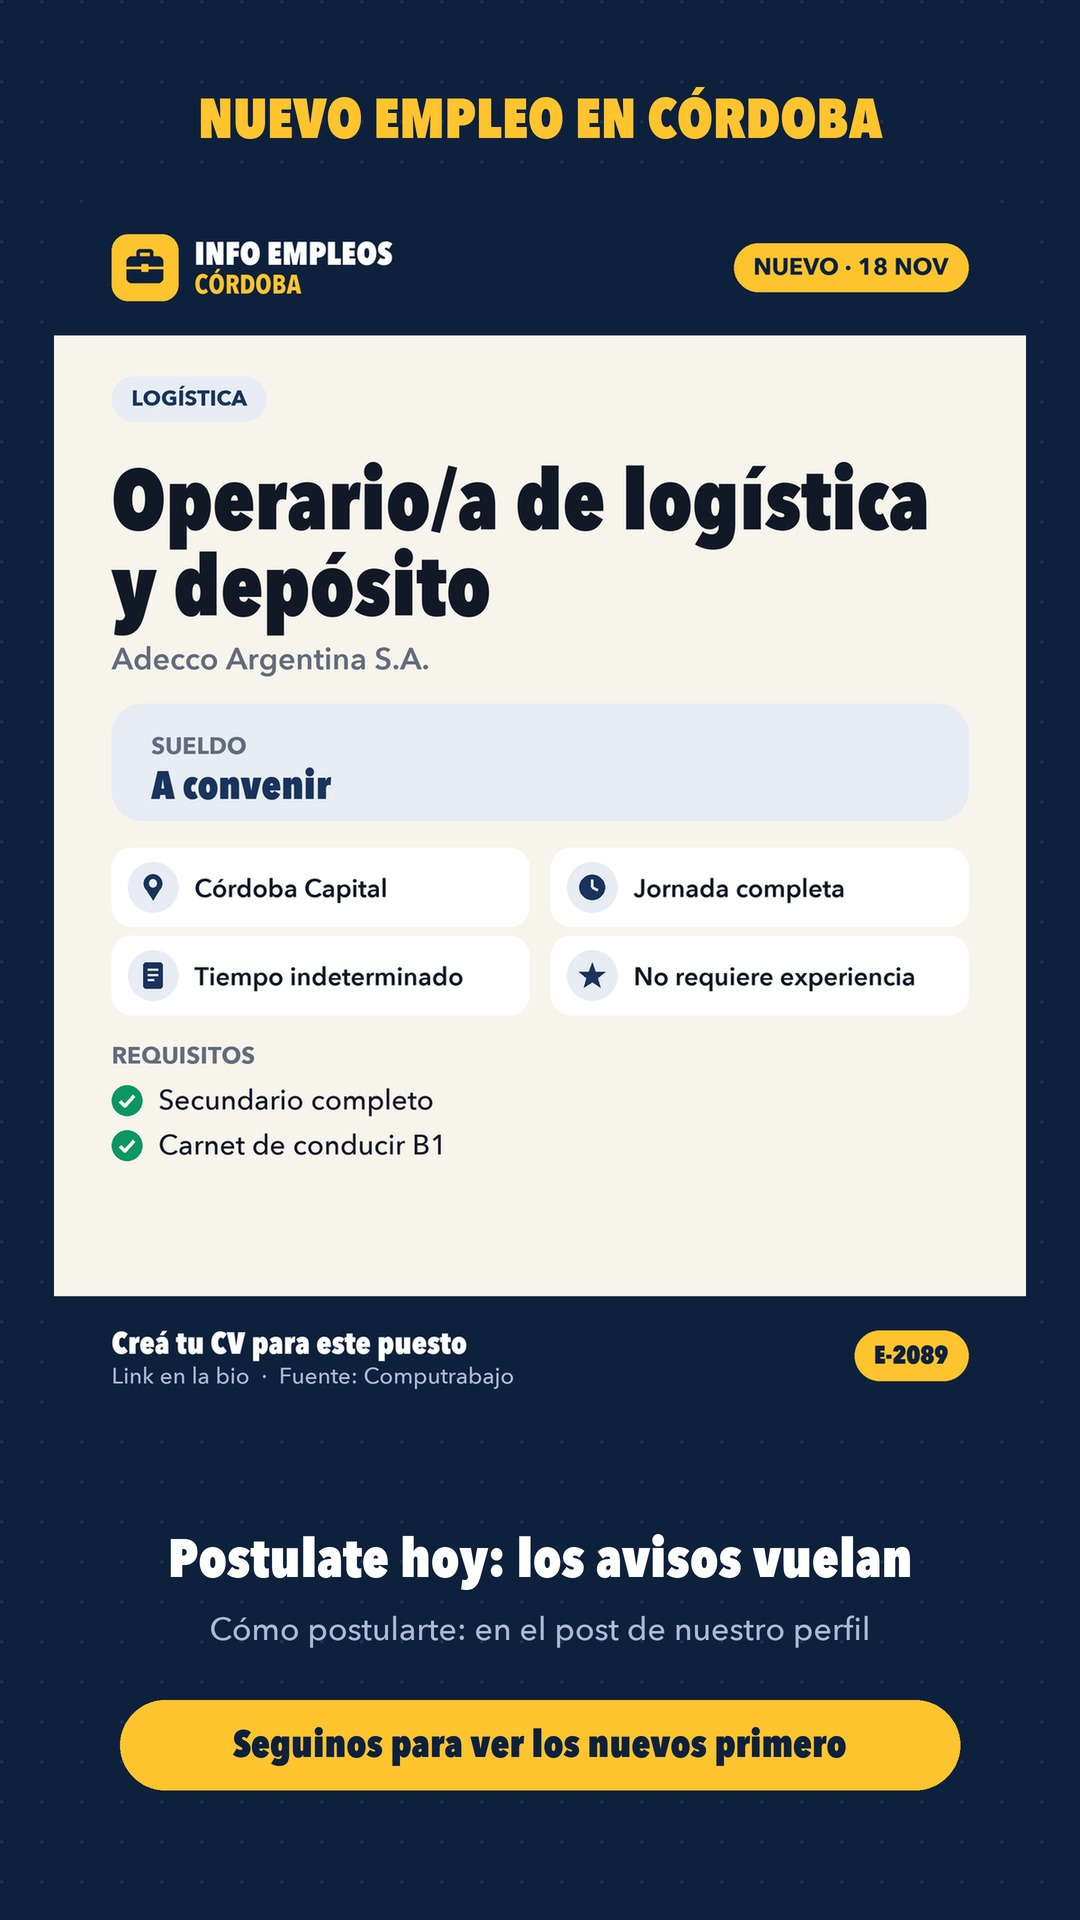 NUEVO EMPLEO EN CÓRDOBA
INFO EMPLEOS
CÓRDOBA
NUEVO · 18 NOV
LOGÍSTICA
Operario/a de logística
y depósito
Adecco Argentina S.A.
SUELDO
A convenir
Córdoba Capital
Jornada completa
Tiempo indeterminado
No requiere experiencia
REQUISITOS
Secundario completo
Carnet de conducir B1
Creá tu CV para este puesto
Link en la bio · Fuente: Computrabajo
E-2089
Postulate hoy: los avisos vuelan
Cómo postularte: en el post de nuestro perfil
Seguinos para ver los nuevos primero